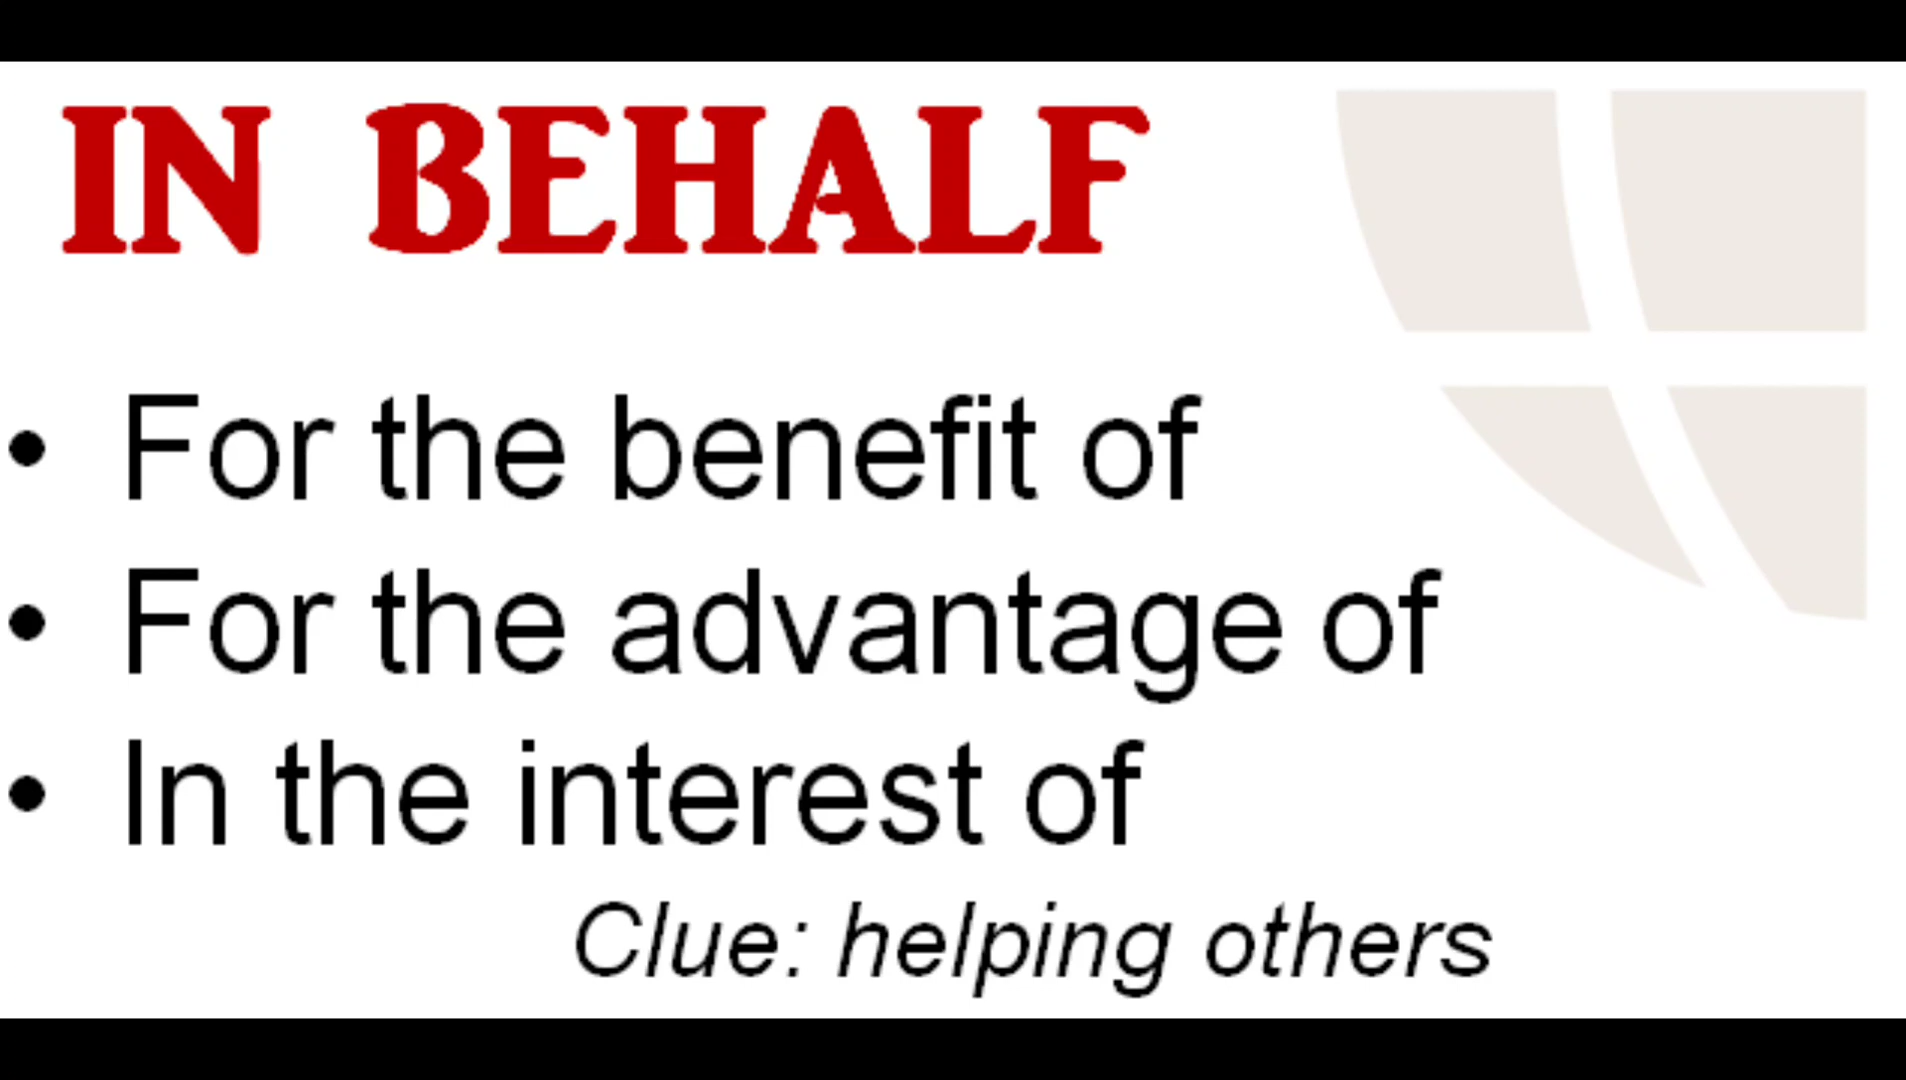 IN BEHALF
• For the benefit of
• For the advantage of
• In the interest of
Clue: helping others